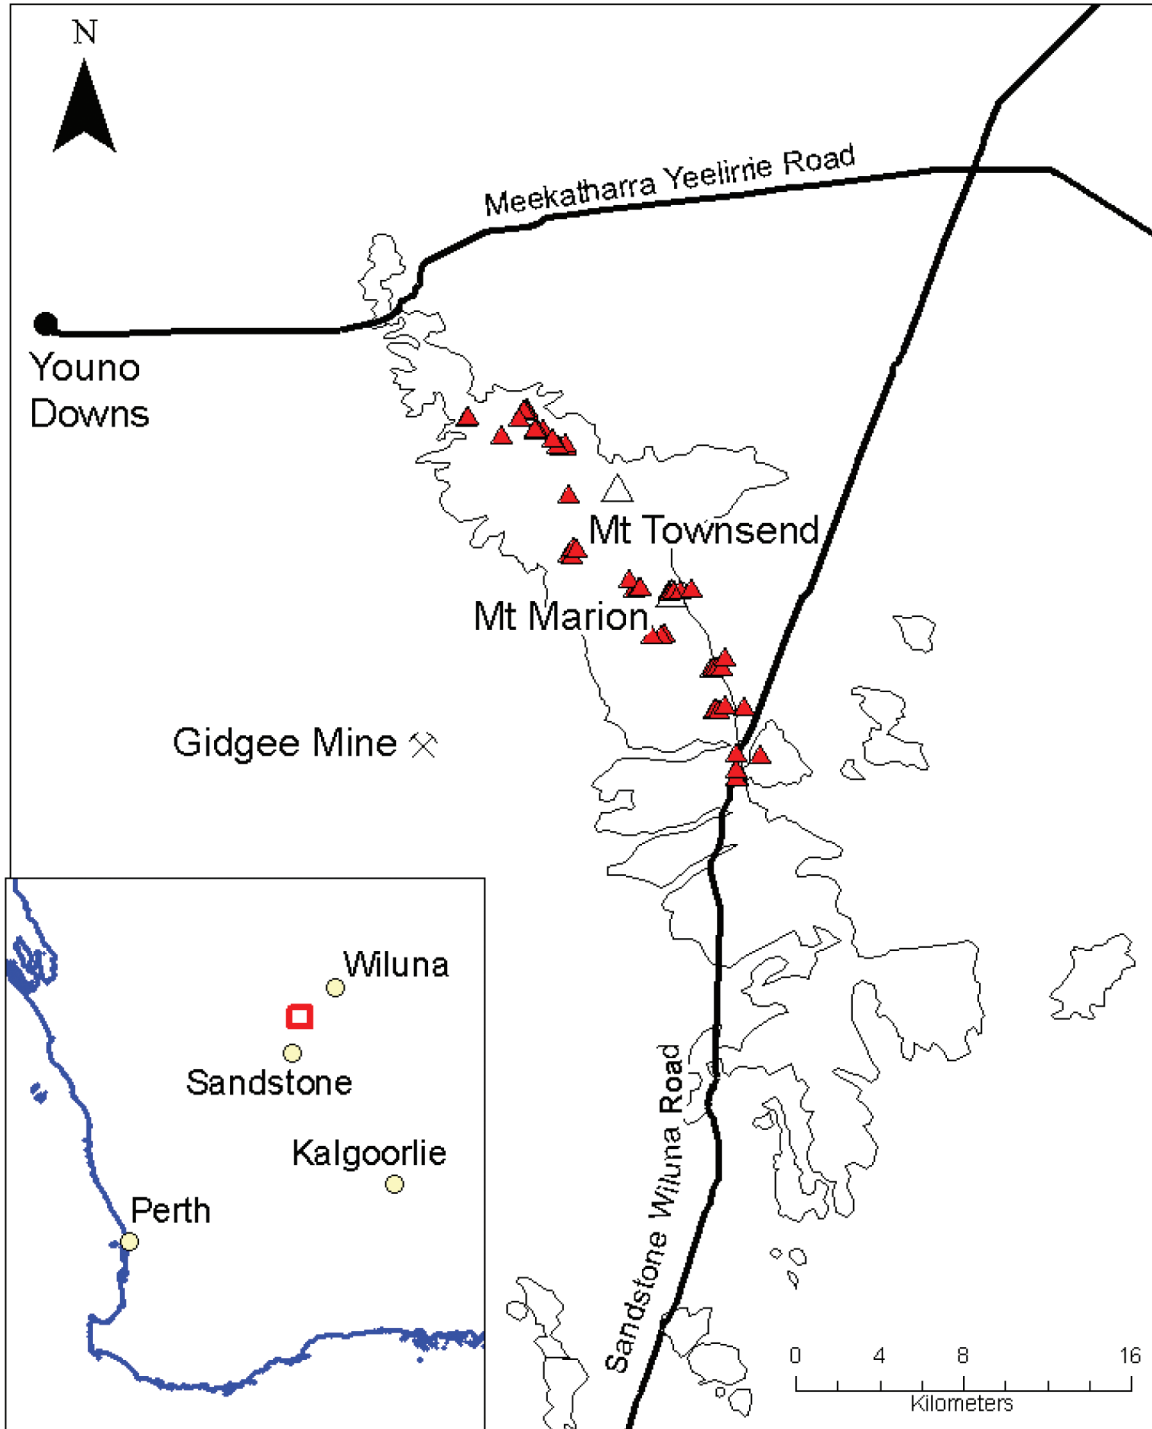 N
Meekatharra Yeelirrie Road
Youno
Downs
Mt Townsend
Mt Marion
Gidgee Mine
Wiluna
Sandstone
Kalgoorlie
Perth
Sandstone Wiluna Road
0 4 8 16
Kilometers